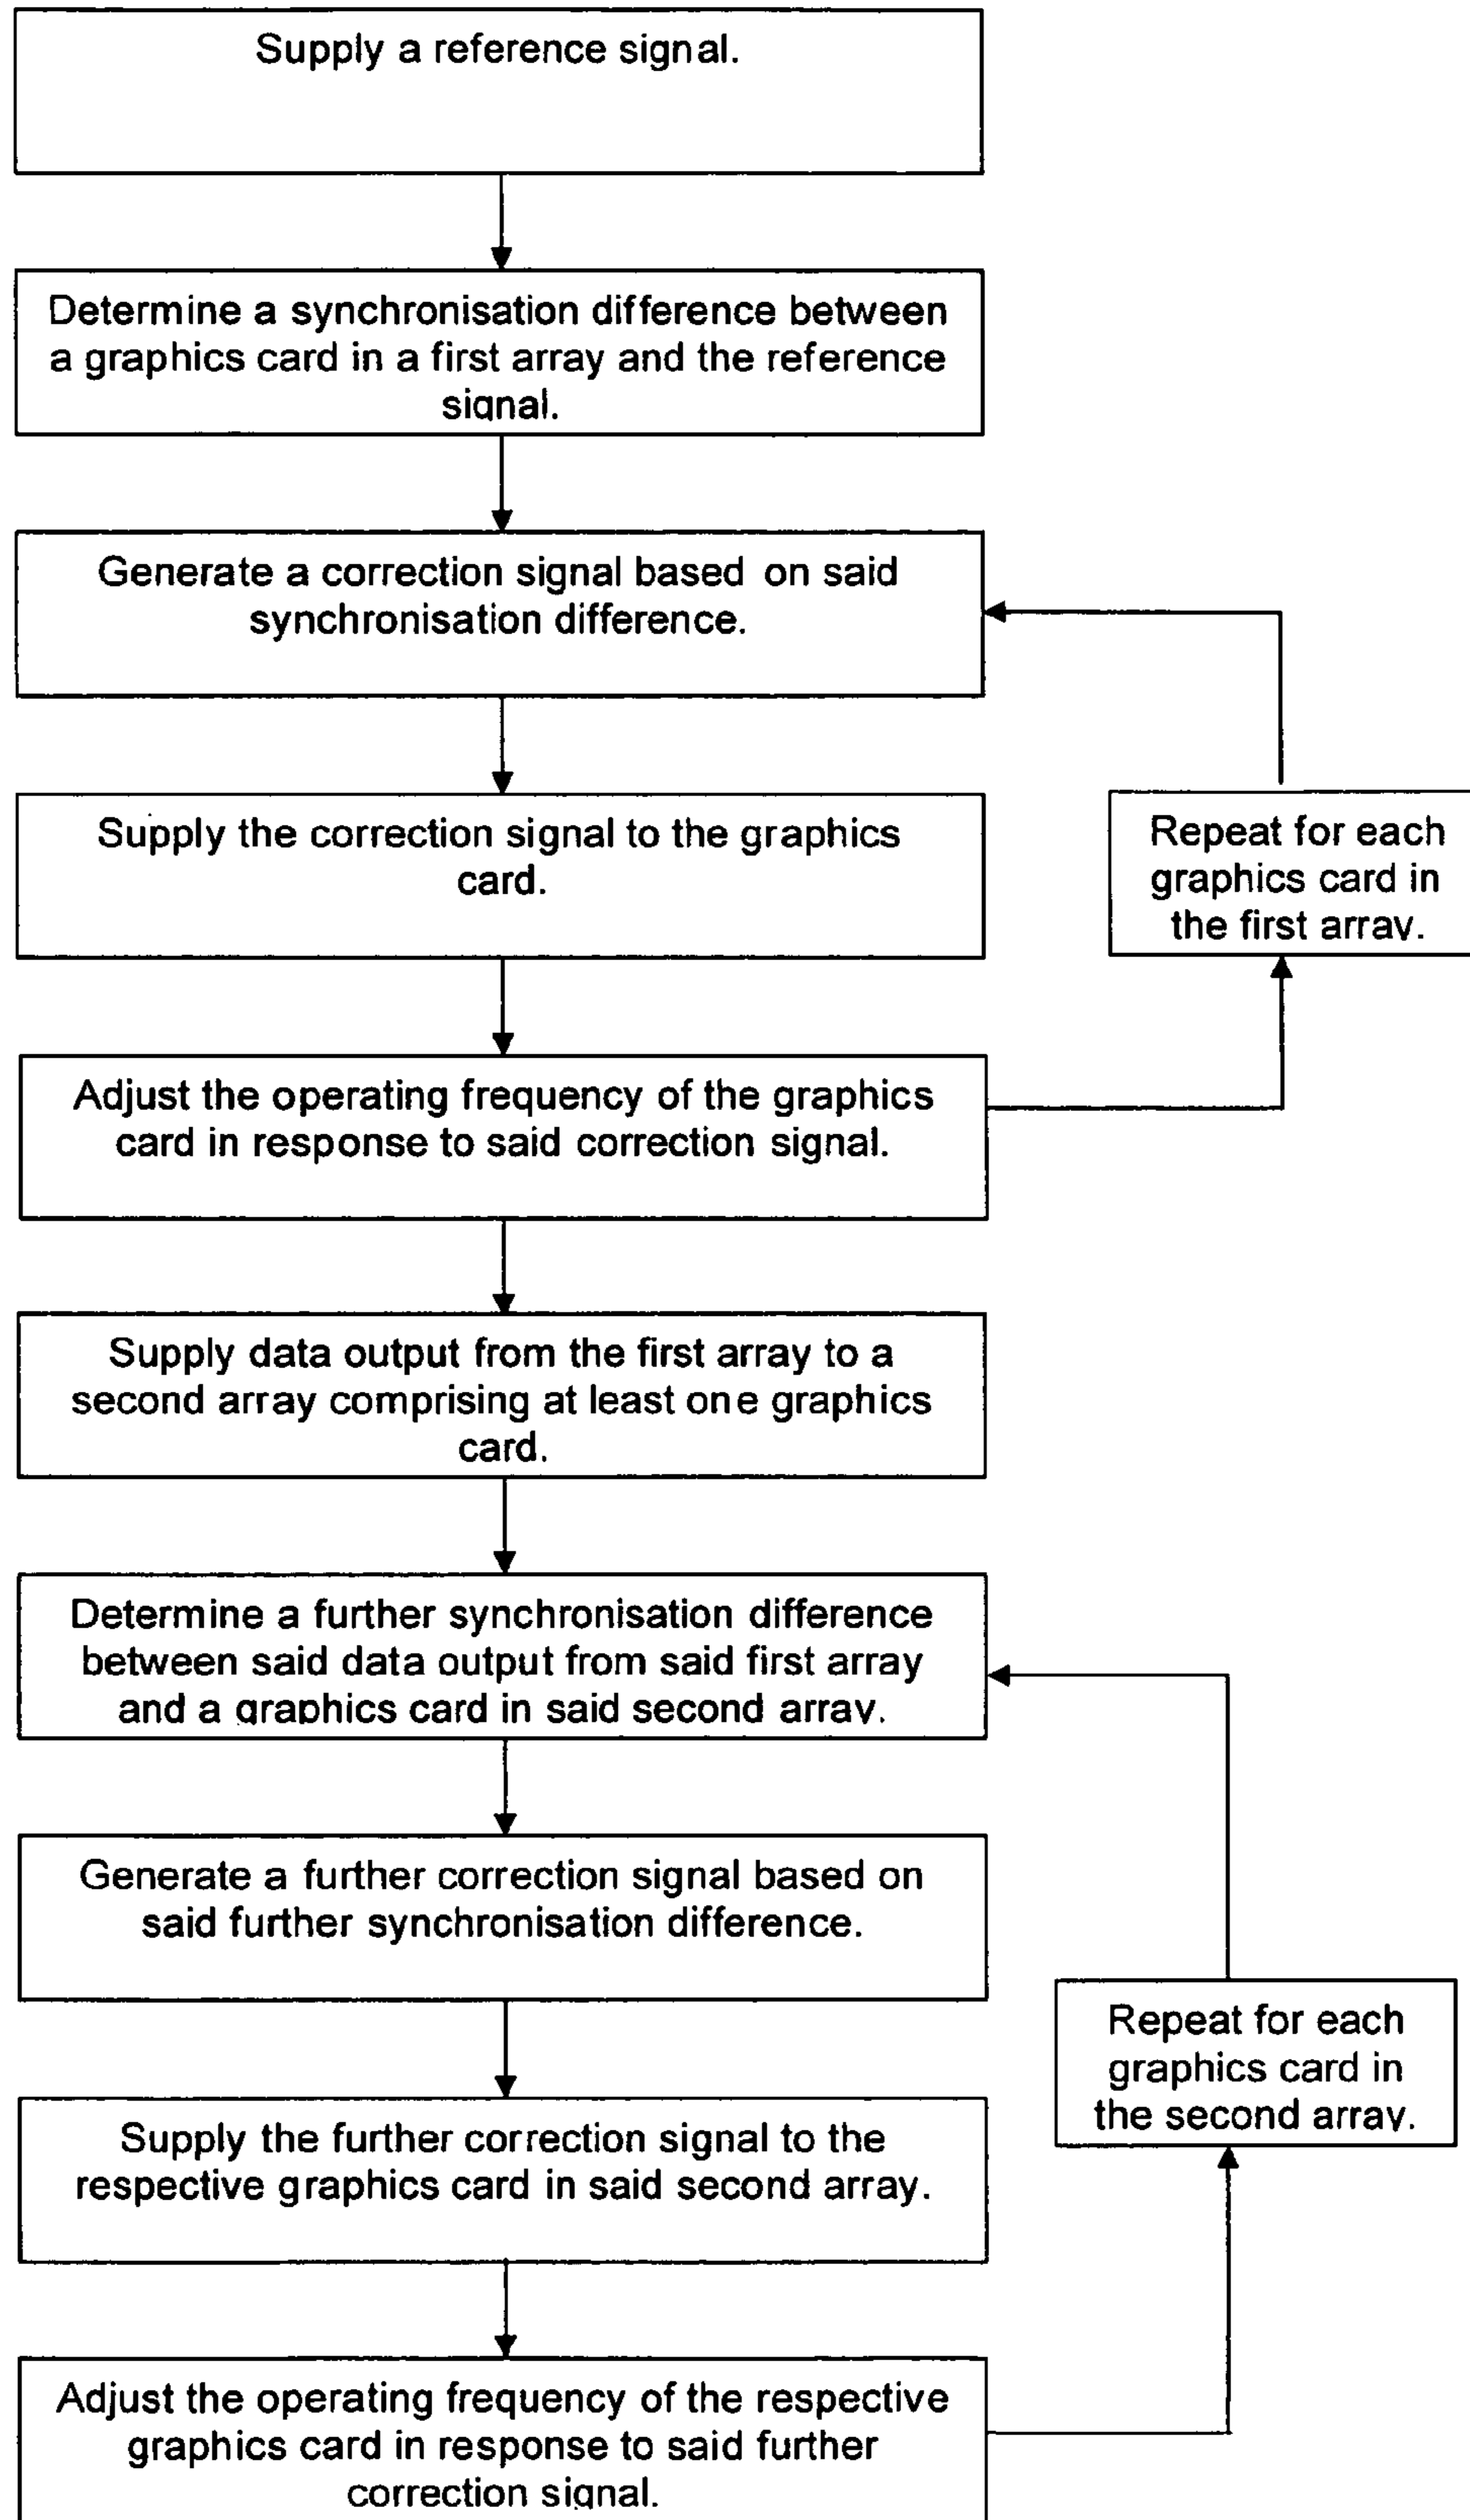 Supply a reference signal.
Determine a synchronisation difference between
a graphics card in a first array and the reference
signal.
Generate a correction signal based on said
synchronisation difference.
Supply the correction signal to the graphics
card.
Repeat for each
graphics card in
the first array.
Adjust the operating frequency of the graphics
card in response to said correction signal.
Supply data output from the first array to a
second array comprising at least one graphics
card.
Determine a further synchronisation difference
between said data output from said first array
and a graphics card in said second array.
Generate a further correction signal based on
said further synchronisation difference.
Repeat for each
graphics card in
the second array.
Supply the further correction signal to the
respective graphics card in said second array.
Adjust the operating frequency of the respective
graphics card in response to said further
correction signal.